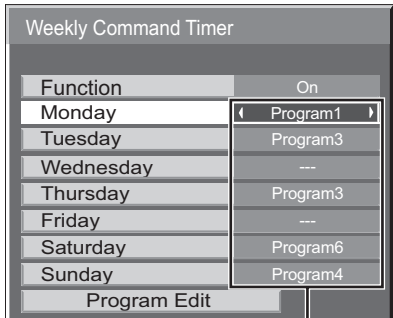 Weekly Command Timer
Function On
Monday Program1
Tuesday Program3
Wednesday ---
Thursday Program3
Friday ---
Saturday Program6
Sunday Program4
Program Edit